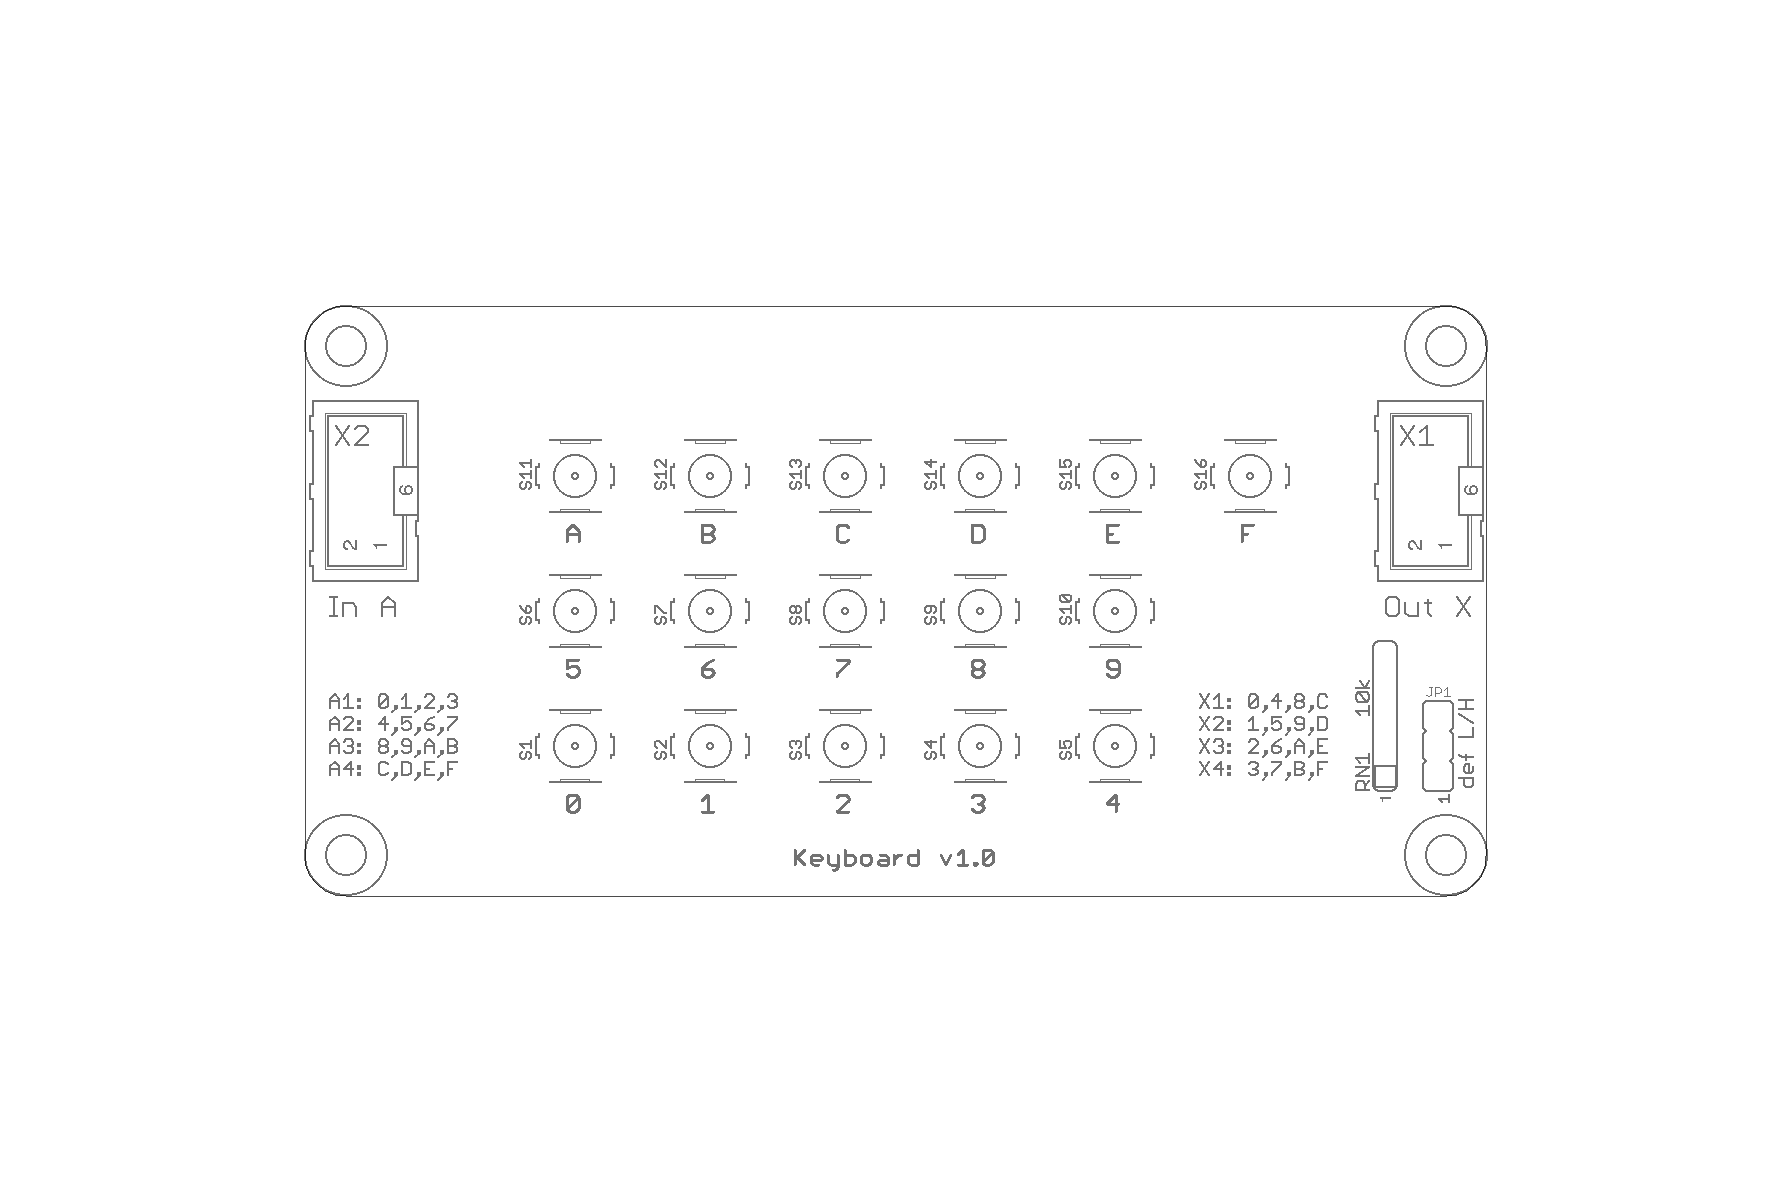 X2
6
2 1
In A
X1
6
2 1
Out X
S11 S12 S13 S14 S15 S16
A B C D E F
S6 S7 S8 S9 S10
5 6 7 8 9
S1 S2 S3 S4 S5
0 1 2 3 4
A1: 0,1,2,3
A2: 4,5,6,7
A3: 8,9,A,B
A4: C,D,E,F
X1: 0,4,8,C
X2: 1,5,9,D
X3: 2,6,A,E
X4: 3,7,B,F
RN1 10k
1
JP1
def L/H
1
Keyboard v1.0